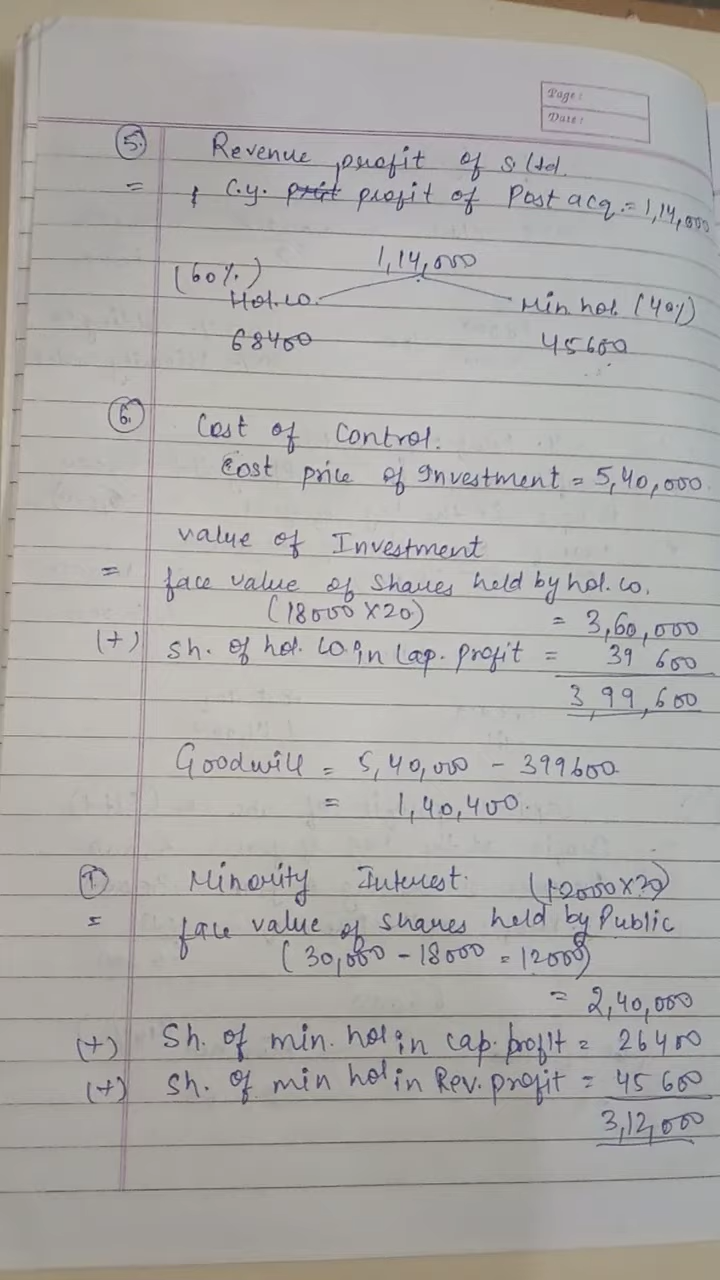 Page:
Date:
5. Revenue profit of S ltd.
= C.y. profit of Post acq. = 1,14,000
1,14,000
(60%)
Hol. co. Min hol. (40%)
68400 45600
6. Cost of Control.
Cost price of Investment = 5,40,000
value of Investment
= face value of Shares held by hol. co.
(18000 X 20) = 3,60,000
(+) Sh. of hol. co. in Cap. profit = 39 600
3,99,600
Goodwill = 5,40,000 - 399600
= 1,40,400.
7. Minority Interest. (12000 X 20)
= face value of shares held by Public
(30,000 - 18000 = 12000)
= 2,40,000
(+) Sh. of min. hol in cap. profit = 26400
(+) Sh. of min hol in Rev. profit = 45600
3,12,000